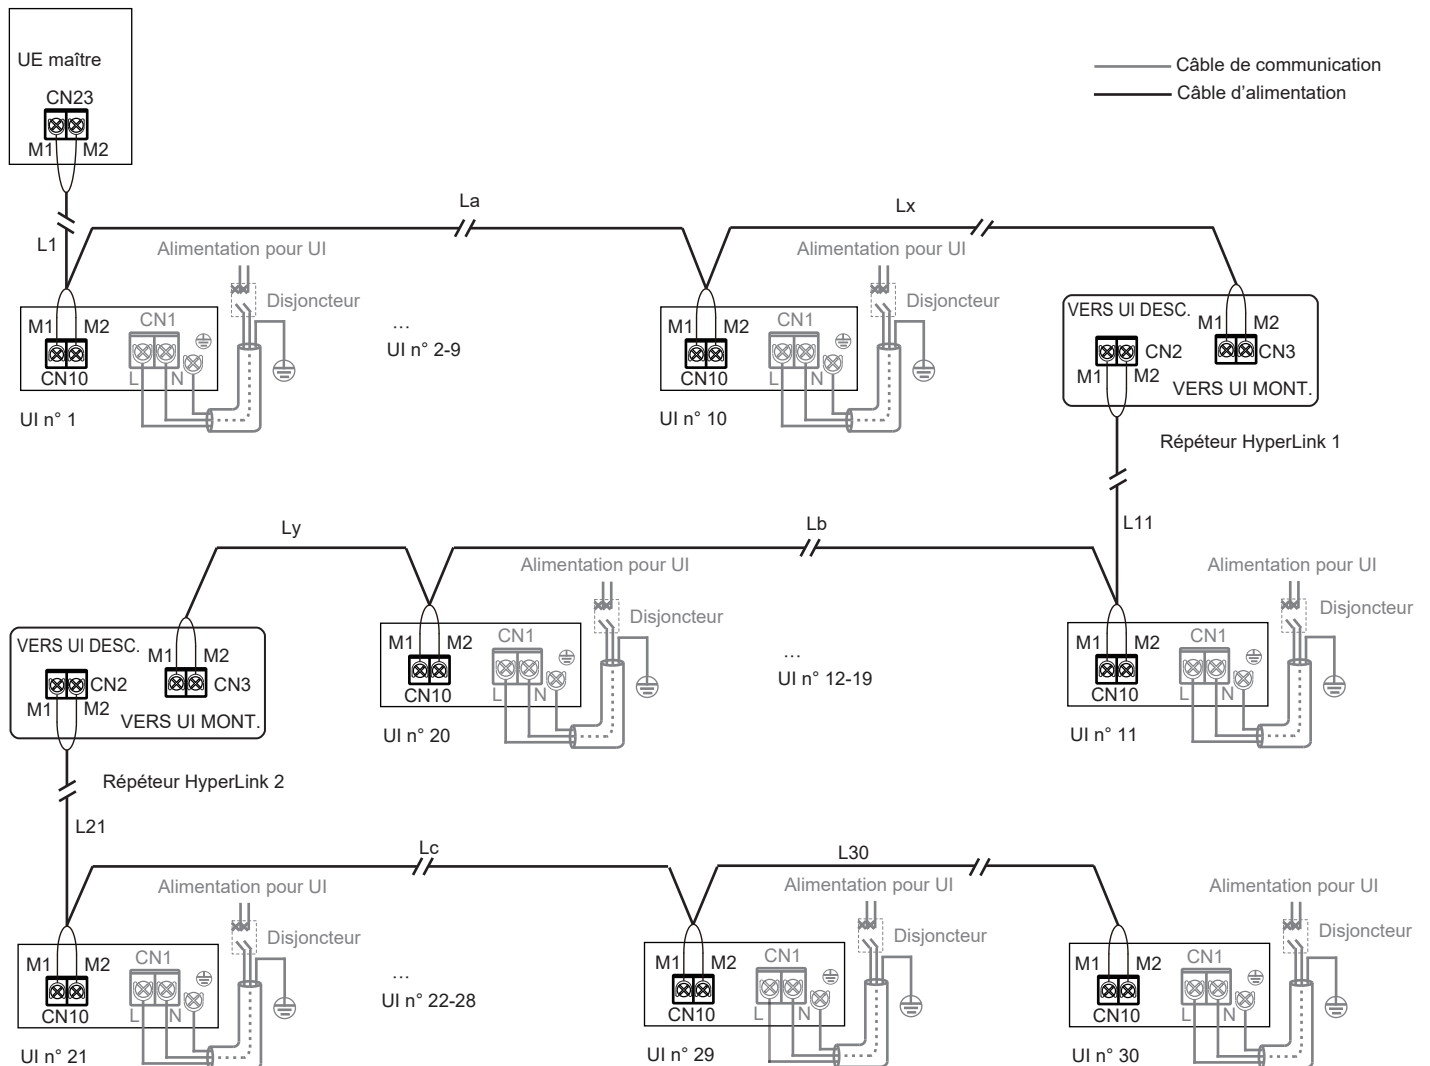 UE maître
CN23
M1 M2
Câble de communication
Câble d’alimentation
L1
La
Lx
Alimentation pour UI
Disjoncteur
M1 M2 CN1
CN10 L N
UI n° 1
...
UI n° 2-9
Alimentation pour UI
Disjoncteur
M1 M2 CN1
CN10 L N
UI n° 10
VERS UI DESC.
M1 M2
CN2 CN3
M1 M2
VERS UI MONT.
Répéteur HyperLink 1
L11
Ly
Lb
VERS UI DESC.
M1 M2
CN2 CN3
M1 M2
VERS UI MONT.
Répéteur HyperLink 2
Alimentation pour UI
Disjoncteur
M1 M2 CN1
CN10 L N
UI n° 20
...
UI n° 12-19
Alimentation pour UI
Disjoncteur
M1 M2 CN1
CN10 L N
UI n° 11
L21
Lc
L30
Alimentation pour UI
Disjoncteur
M1 M2 CN1
CN10 L N
UI n° 21
...
UI n° 22-28
Alimentation pour UI
Disjoncteur
M1 M2 CN1
CN10 L N
UI n° 29
Alimentation pour UI
Disjoncteur
M1 M2 CN1
CN10 L N
UI n° 30